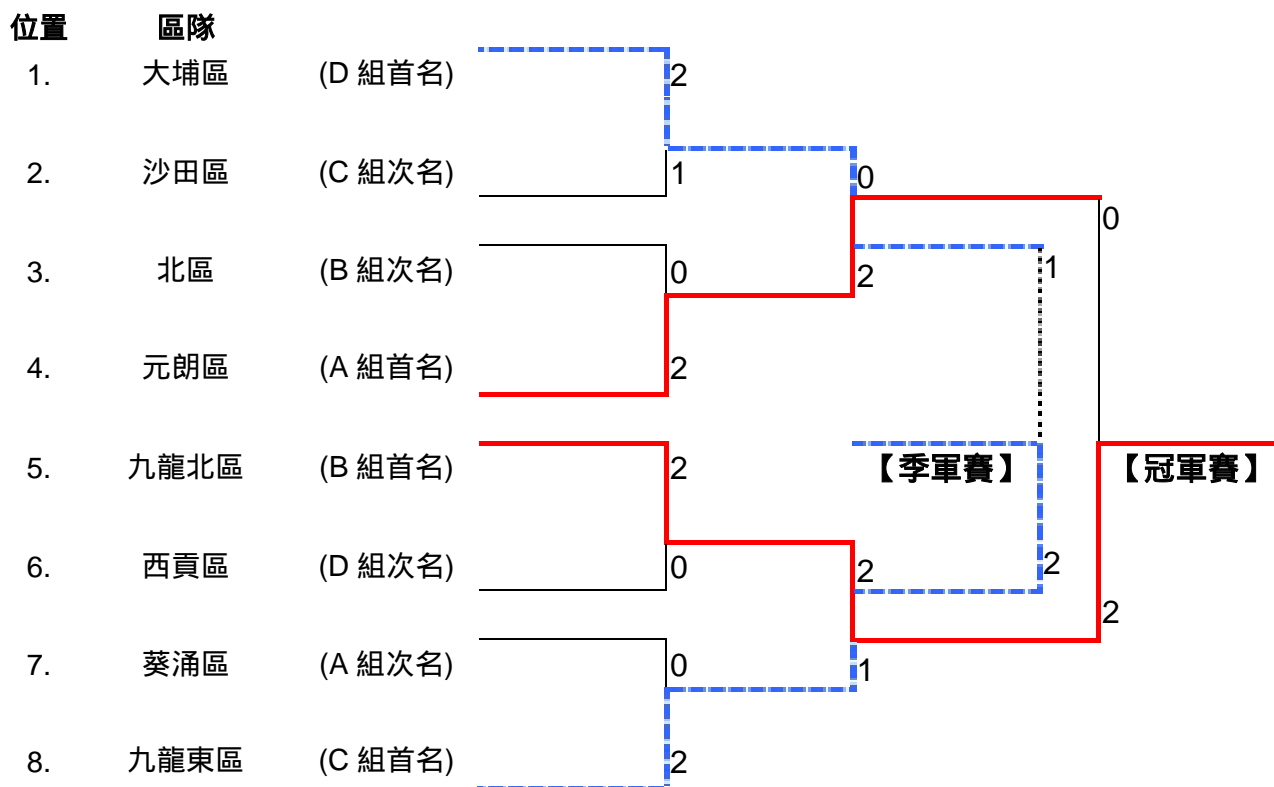 位置 區隊
1. 大埔區 (D 組首名) 2
2. 沙田區 (C 組次名) 1 0
0
3. 北區 (B 組次名) 0 2 1
4. 元朗區 (A 組首名) 2
5. 九龍北區 (B 組首名) 2 【季軍賽】 【冠軍賽】
6. 西貢區 (D 組次名) 0 2 2
2
7. 葵涌區 (A 組次名) 0 1
8. 九龍東區 (C 組首名) 2